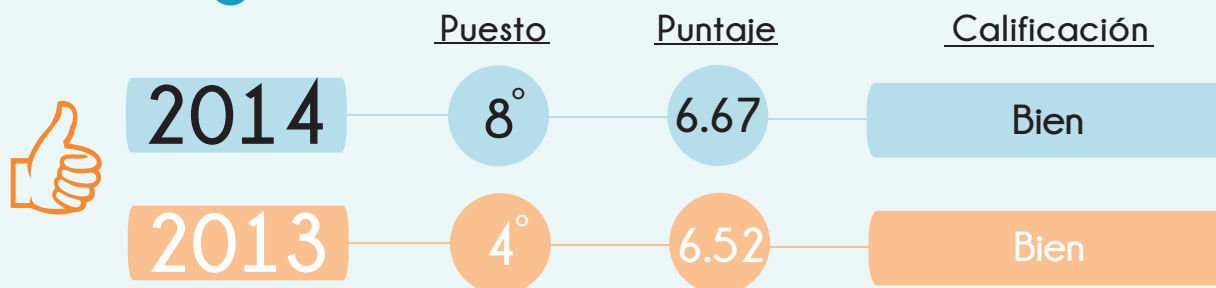 Puesto Puntaje Calificación
2014 8° 6.67 Bien
2013 4° 6.52 Bien